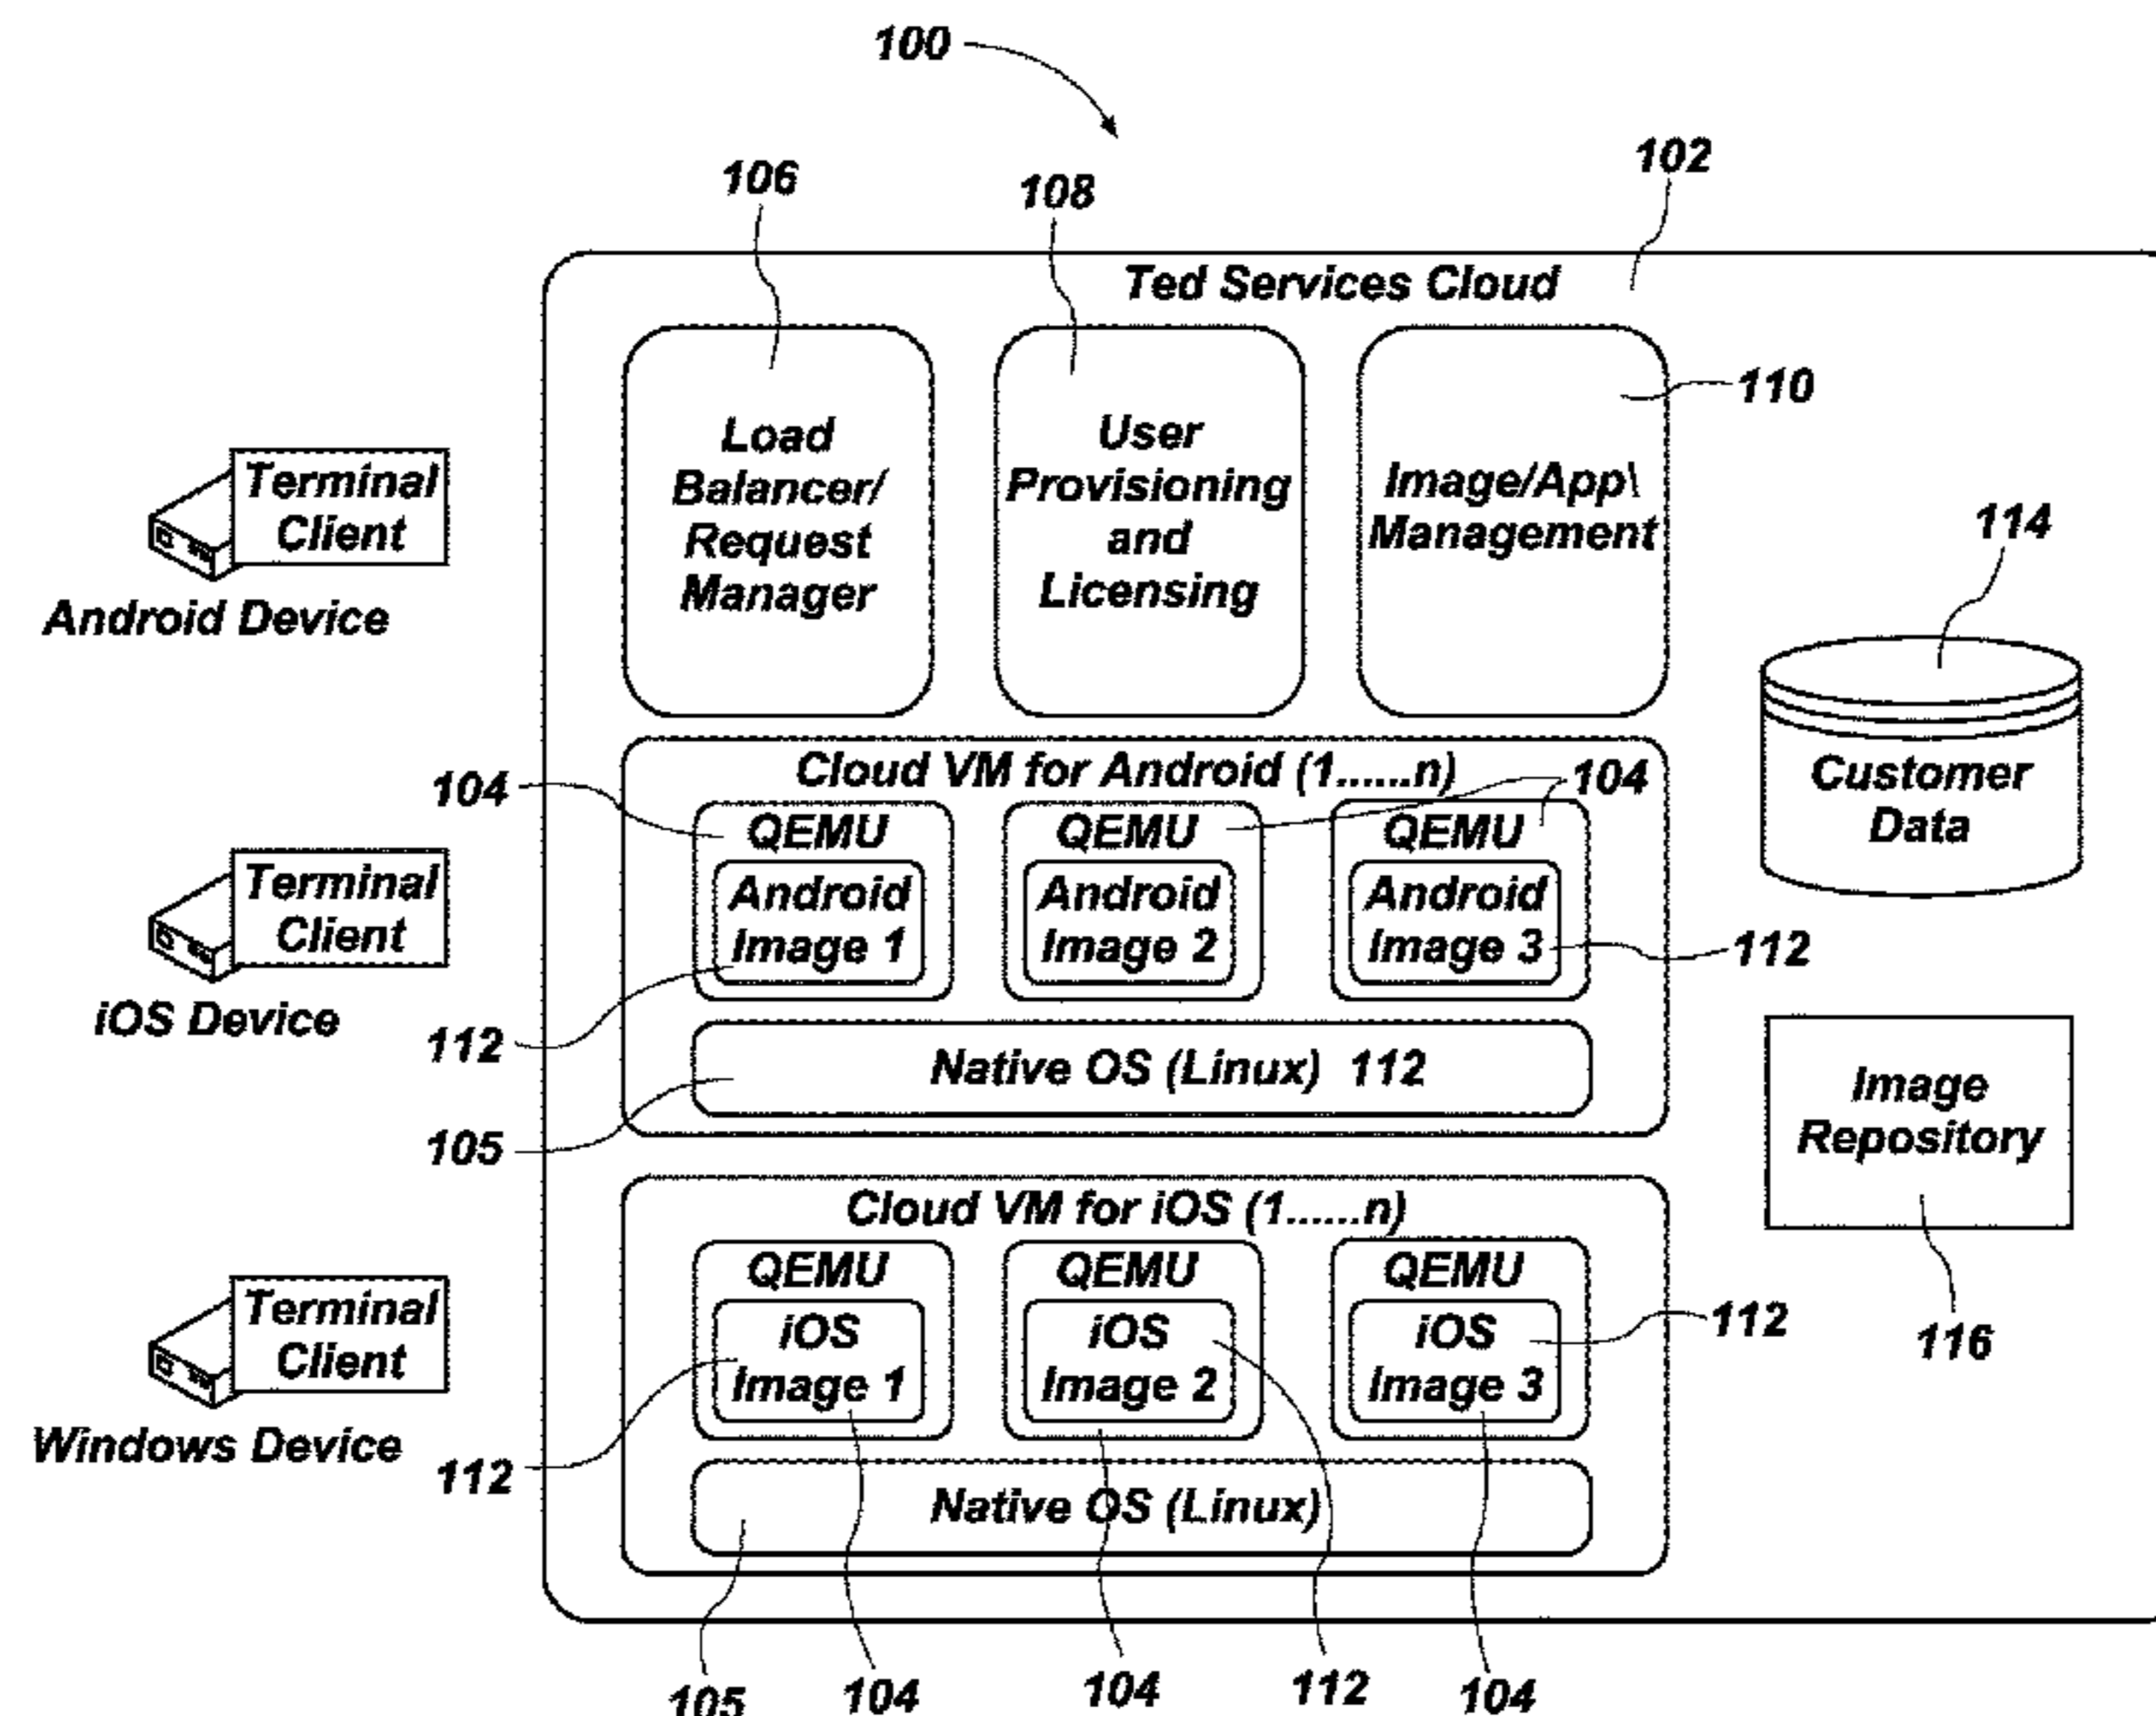 100
102
106
108
Ted Services Cloud
110
Load
Balancer/
Request
Manager
User
Provisioning
and
Licensing
Image/App\
Management
Terminal
Client
Android Device
114
Customer
Data
Cloud VM for Android (1......n)
104
104
QEMU
Android
Image 1
QEMU
Android
Image 2
QEMU
Android
Image 3
112
112
Terminal
Client
iOS Device
Native OS (Linux) 112
105
Image
Repository
116
Cloud VM for iOS (1......n)
QEMU
iOS
Image 1
QEMU
iOS
Image 2
QEMU
iOS
Image 3
112
Terminal
Client
Windows Device
112
Native OS (Linux)
105
104
104
112
104